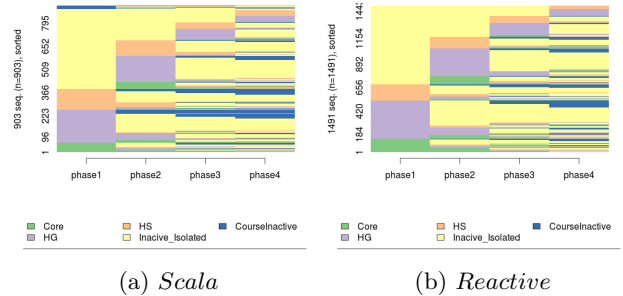 903 seq. (n=903), sorted
795
652
509
366
223
96
1
phase1 phase2 phase3 phase4
Core HS CourseInactive
HG Inacive_Isolated
(a) Scala
1491 seq. (n=1491), sorted
1154
892
656
420
184
1
phase1 phase2 phase3 phase4
Core HS CourseInactive
HG Inacive_Isolated
(b) Reactive